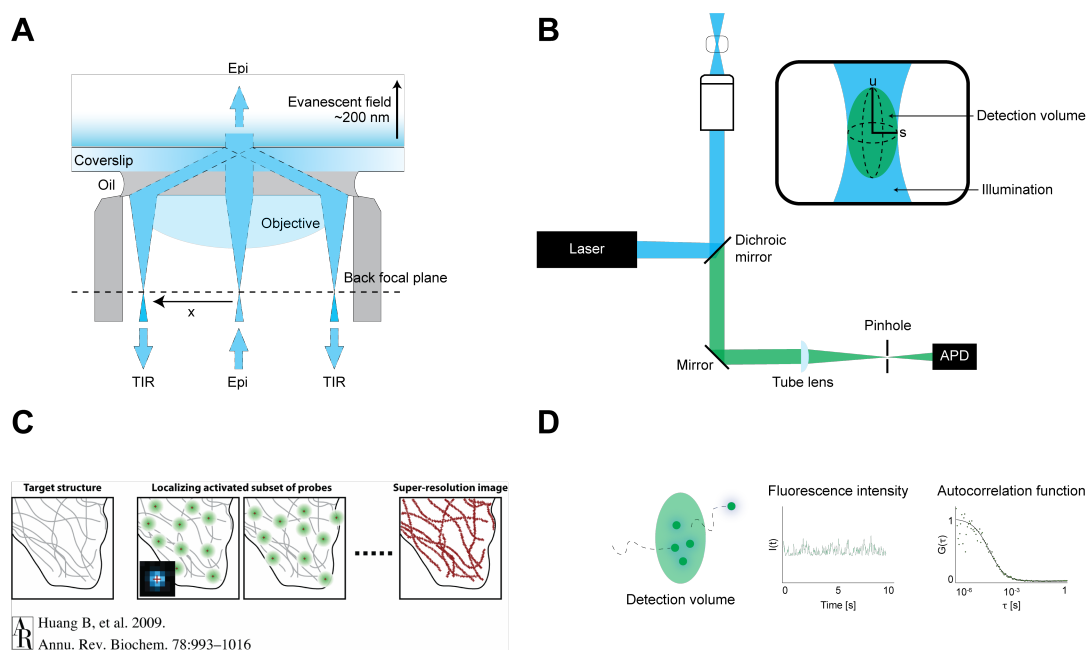 A
Epi
Evanescent field
~200 nm
Coverslip
Oil
Objective
Back focal plane
x
TIR
Epi
TIR
B
u
s
Detection volume
Illumination
Laser
Dichroic
mirror
Pinhole
Mirror
Tube lens
APD
C
Target structure
Localizing activated subset of probes
Super-resolution image
AR
Huang B, et al. 2009.
Annu. Rev. Biochem. 78:993–1016
D
Detection volume
Fluorescence intensity
I(t)
0
5
10
Time [s]
Autocorrelation function
G(τ)
1
0
10⁻⁶
10⁻³
1
τ [s]